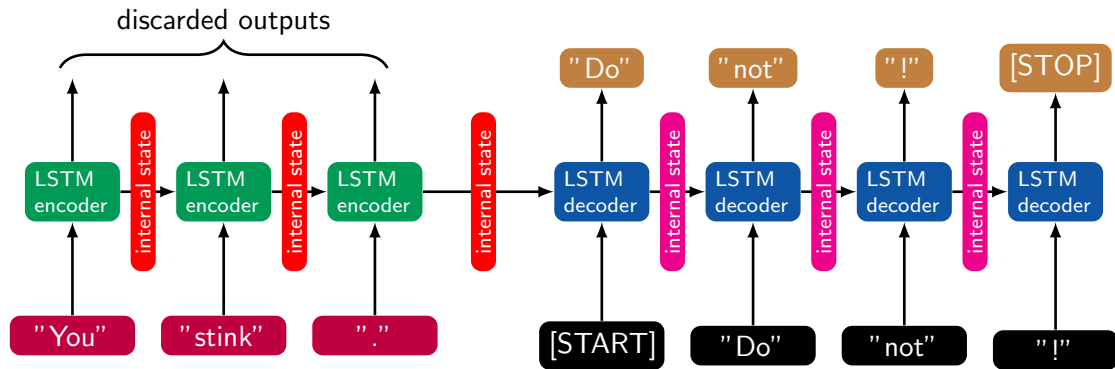 discarded outputs
"Do"
"not"
"!"
[STOP]
internal state
internal state
internal state
internal state
internal state
internal state
LSTM
encoder
LSTM
encoder
LSTM
encoder
LSTM
decoder
LSTM
decoder
LSTM
decoder
LSTM
decoder
"You"
"stink"
"."
[START]
"Do"
"not"
"!"